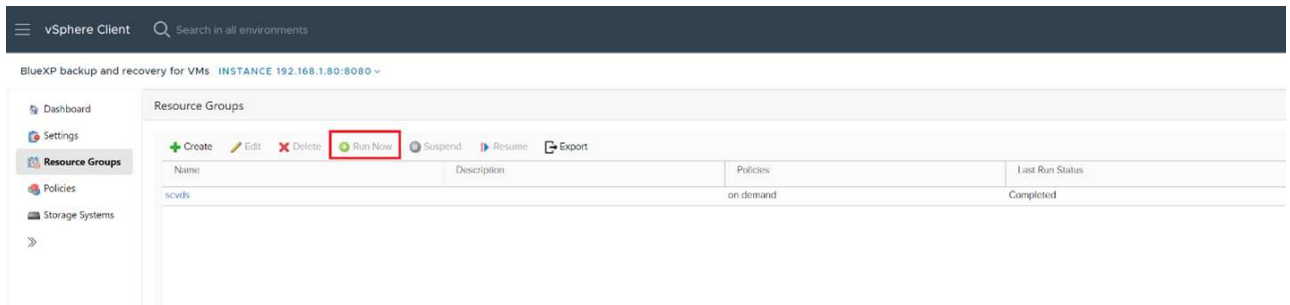 vSphere Client Search in all environments
BlueXP backup and recovery for VMs INSTANCE 192.168.1.80:8080
Dashboard
Settings
Resource Groups
Policies
Storage Systems
Resource Groups
Create Edit Delete Run Now Suspend Resume Export
Name Description Policies Last Run Status
scvds on demand Completed